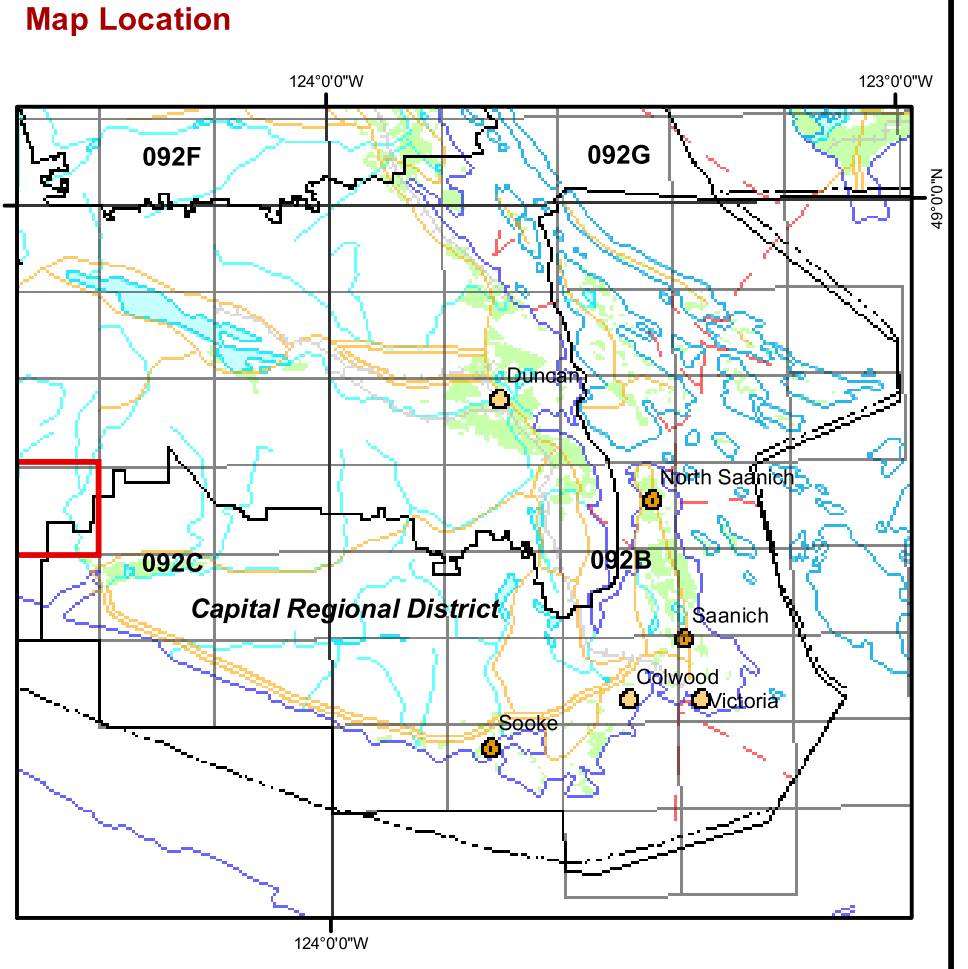 Map Location
124°0'0"W
123°0'0"W
092F
092G
49°0'0"N
Duncan
North Saanich
092C
092B
Capital Regional District
Saanich
Colwood
Victoria
Sooke
124°0'0"W